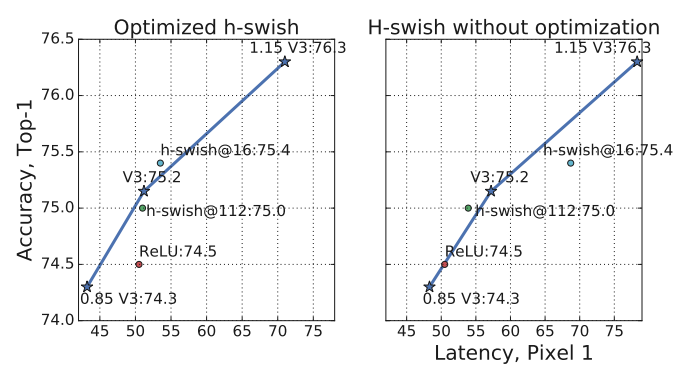 Optimized h-swish
H-swish without optimization
Accuracy, Top-1
76.5
76.0
75.5
75.0
74.5
74.0
1.15 V3:76.3
h-swish@16:75.4
V3:75.2
h-swish@112:75.0
ReLU:74.5
0.85 V3:74.3
45 50 55 60 65 70 75
1.15 V3:76.3
h-swish@16:75.4
V3:75.2
h-swish@112:75.0
ReLU:74.5
0.85 V3:74.3
45 50 55 60 65 70 75
Latency, Pixel 1